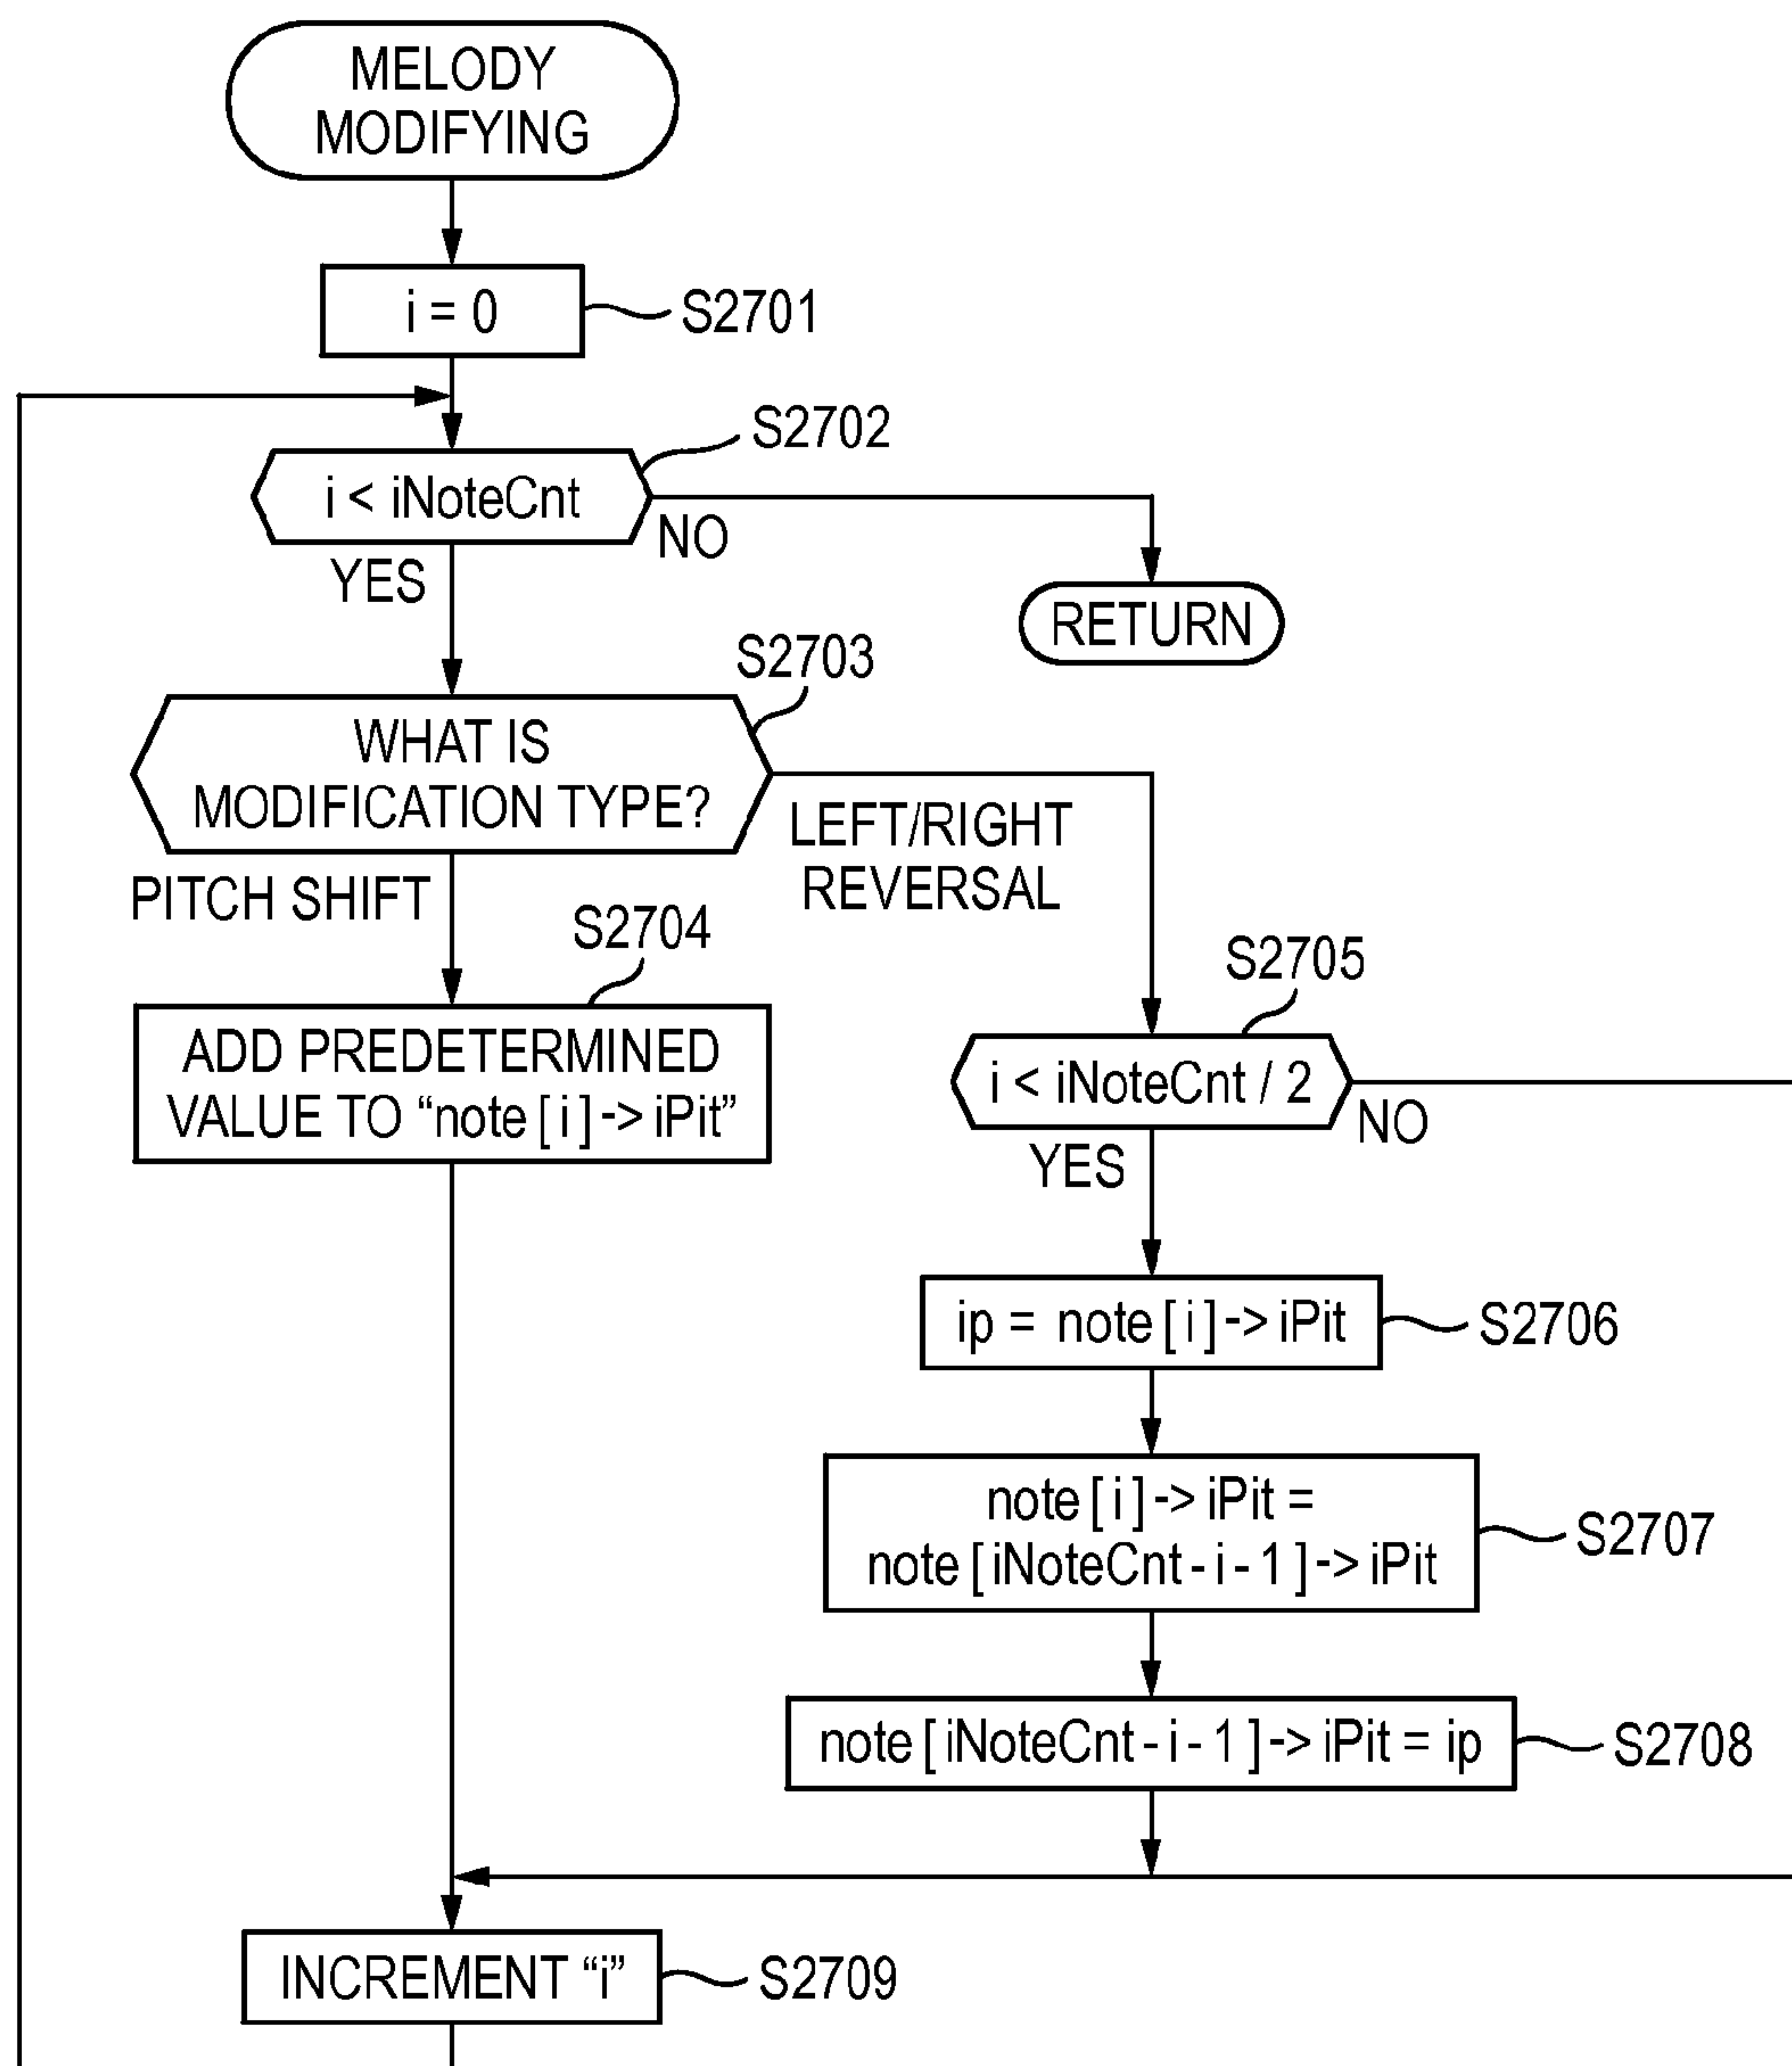 MELODY
MODIFYING
i = 0
S2701
S2702
i < iNoteCnt
NO
YES
RETURN
S2703
WHAT IS
MODIFICATION TYPE?
LEFT/RIGHT
REVERSAL
PITCH SHIFT
S2704
ADD PREDETERMINED
VALUE TO “note [ i ] -> iPit”
S2705
i < iNoteCnt / 2
NO
YES
ip = note [ i ] -> iPit
S2706
note [ i ] -> iPit =
note [ iNoteCnt - i - 1 ] -> iPit
S2707
note [ iNoteCnt - i - 1 ] -> iPit = ip
S2708
INCREMENT “i”
S2709